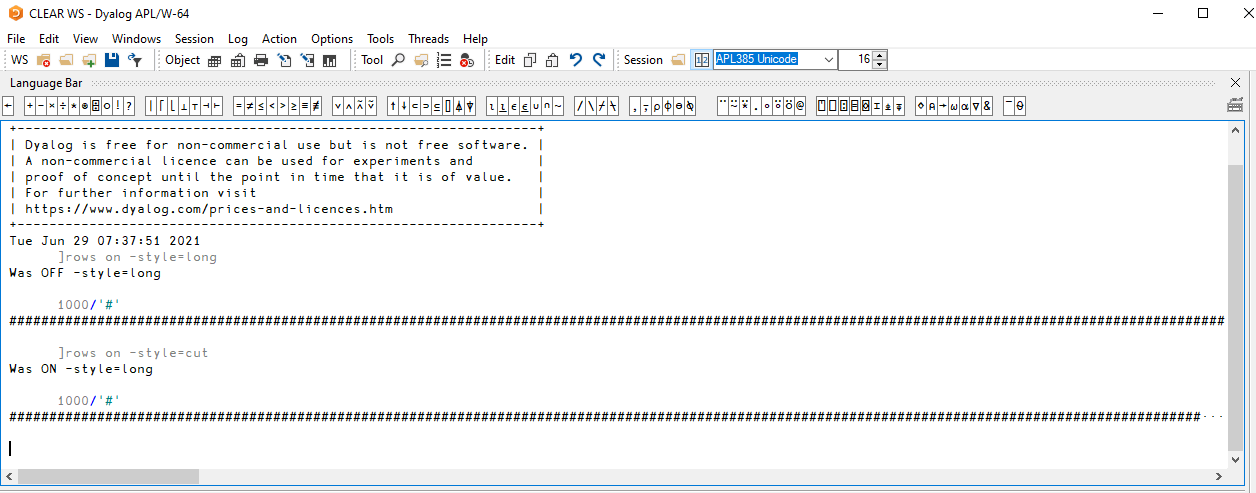 CLEAR WS - Dyalog APL/W-64
File Edit View Windows Session Log Action Options Tools Threads Help
WS Object Tool Edit Session APL385 Unicode 16
Language Bar
+-----------------------------------------------------------------+
| Dyalog is free for non-commercial use but is not free software. |
| A non-commercial licence can be used for experiments and |
| proof of concept until the point in time that it is of value. |
| For further information visit |
| https://www.dyalog.com/prices-and-licences.htm |
+-----------------------------------------------------------------+
Tue Jun 29 07:37:51 2021
]rows on -style=long
Was OFF -style=long
1000/'#'
########################################################################################################################################################
]rows on -style=cut
Was ON -style=long
1000/'#'
#####################################################################################################################################################···